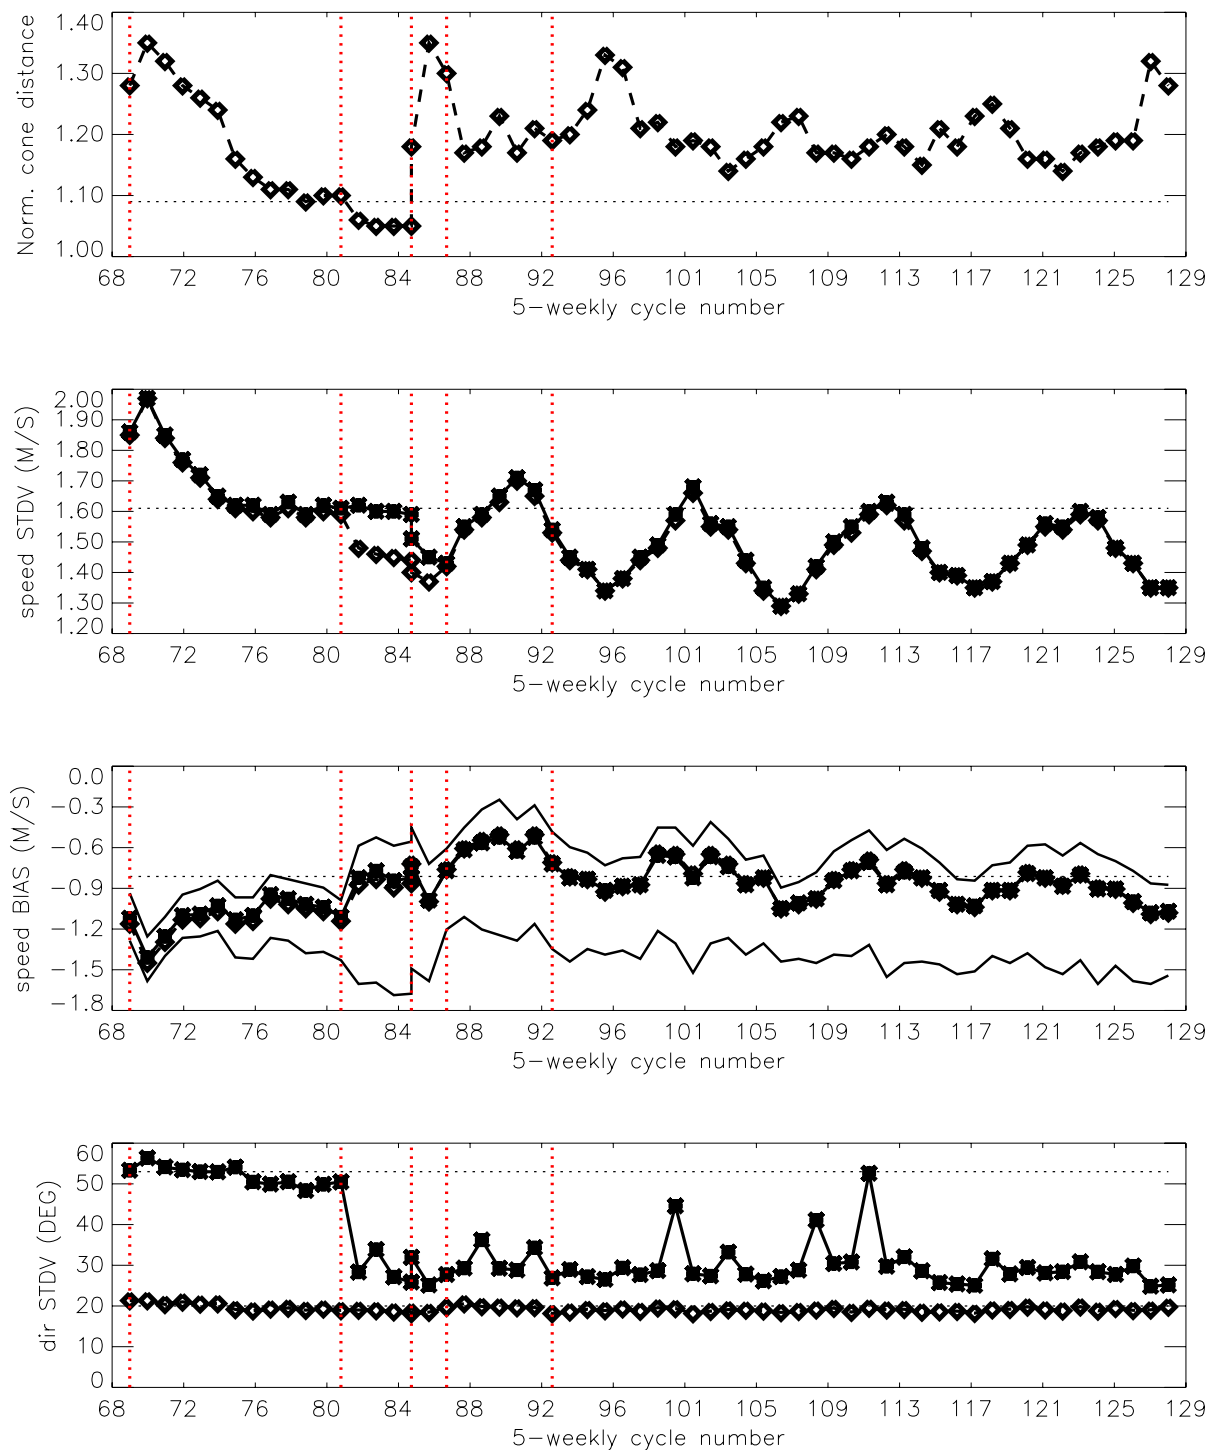 Norm. cone distance
1.40
1.30
1.20
1.10
1.00
68 72 76 80 84 88 92 96 101 105 109 113 117 121 125 129
5-weekly cycle number
speed STDV (M/S)
2.00
1.90
1.80
1.70
1.60
1.50
1.40
1.30
1.20
68 72 76 80 84 88 92 96 101 105 109 113 117 121 125 129
5-weekly cycle number
speed BIAS (M/S)
0.0
-0.3
-0.6
-0.9
-1.2
-1.5
-1.8
68 72 76 80 84 88 92 96 101 105 109 113 117 121 125 129
5-weekly cycle number
dir STDV (DEG)
60
50
40
30
20
10
0
68 72 76 80 84 88 92 96 101 105 109 113 117 121 125 129
5-weekly cycle number